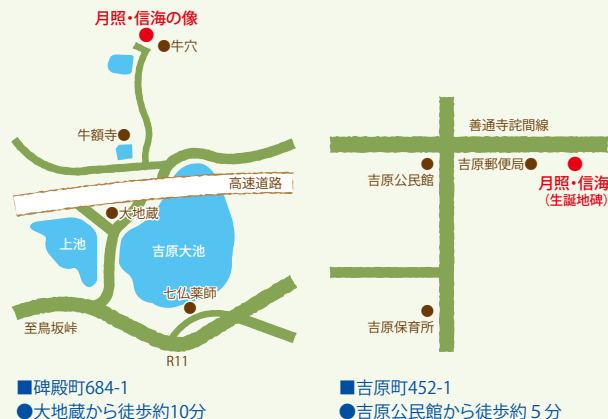 月照・信海の像
牛穴
牛額寺
高速道路
大地蔵
上池
吉原大池
七仏薬師
至鳥坂峠
R11
■碑殿町684-1
●大地蔵から徒歩約10分
善通寺詫間線
吉原公民館
吉原郵便局
月照・信海
(生誕地碑)
吉原保育所
■吉原町452-1
●吉原公民館から徒歩約5分